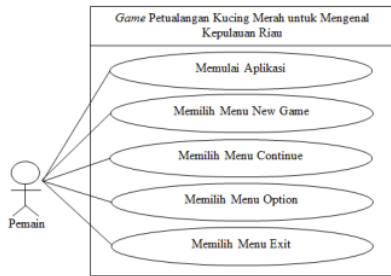 Game Petualangan Kucing Merah untuk Mengenal
Kepulauan Riau
Memulai Aplikasi
Memilih Menu New Game
Memilih Menu Continue
Memilih Menu Option
Memilih Menu Exit
Pemain